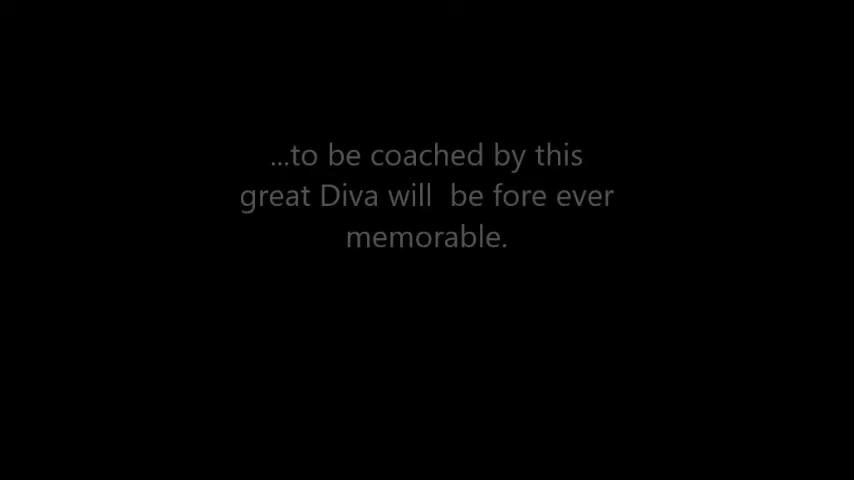 ...to be coached by this
great Diva will  be fore ever
memorable.